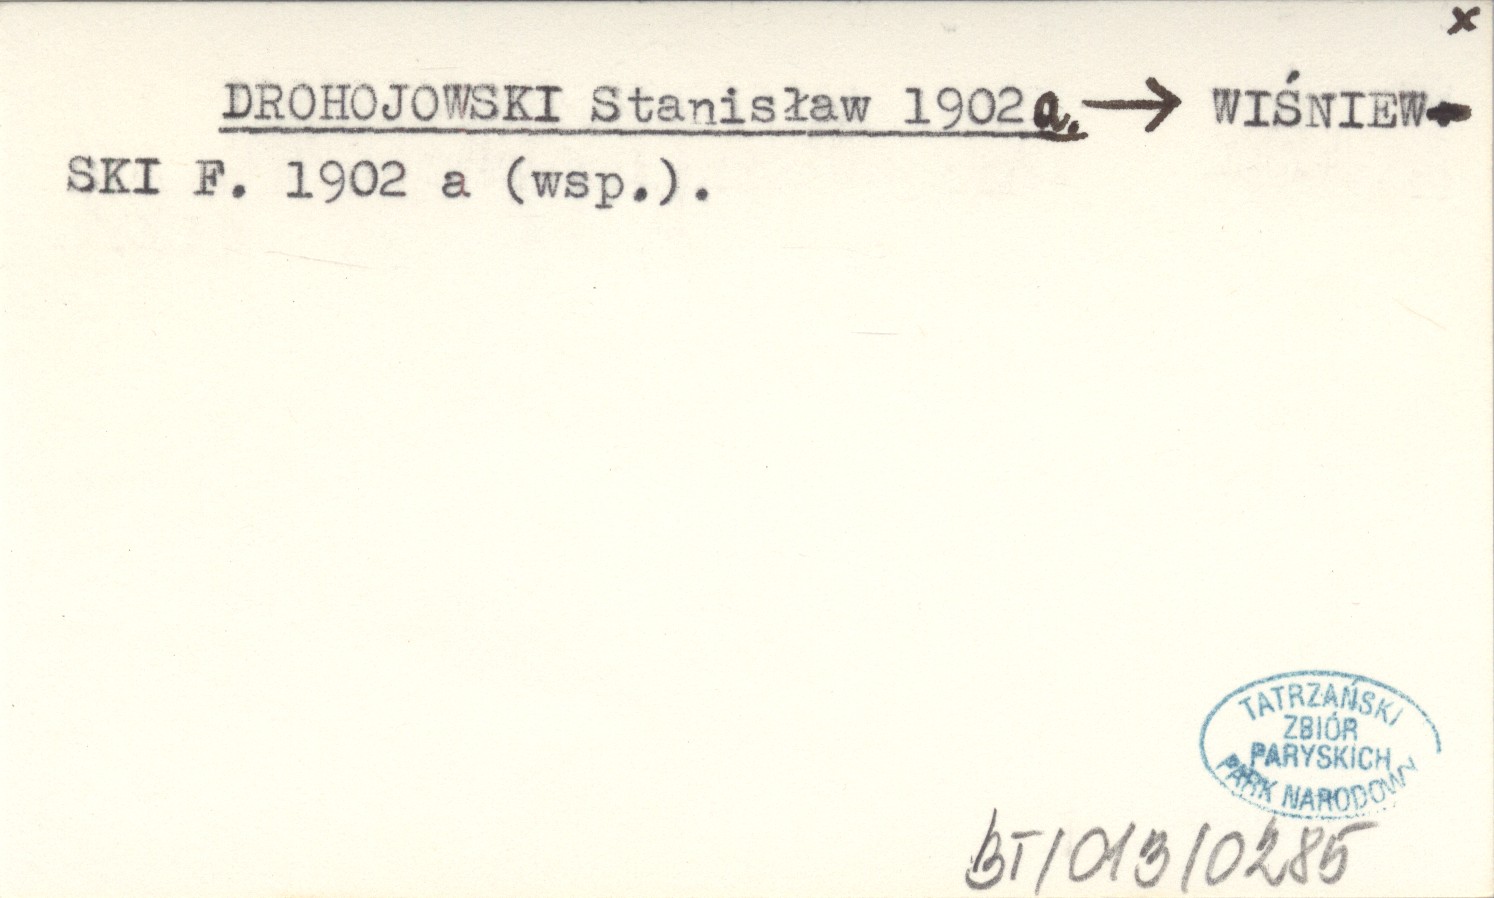 x
DROHOJOWSKI Stanisław 1902a. → WIŚNIEW-
SKI F. 1902 a (wsp.).
TATRZAŃSKI
ZBIÓR
PARYSKICH
PARK NARODOWY
BT/013/0285